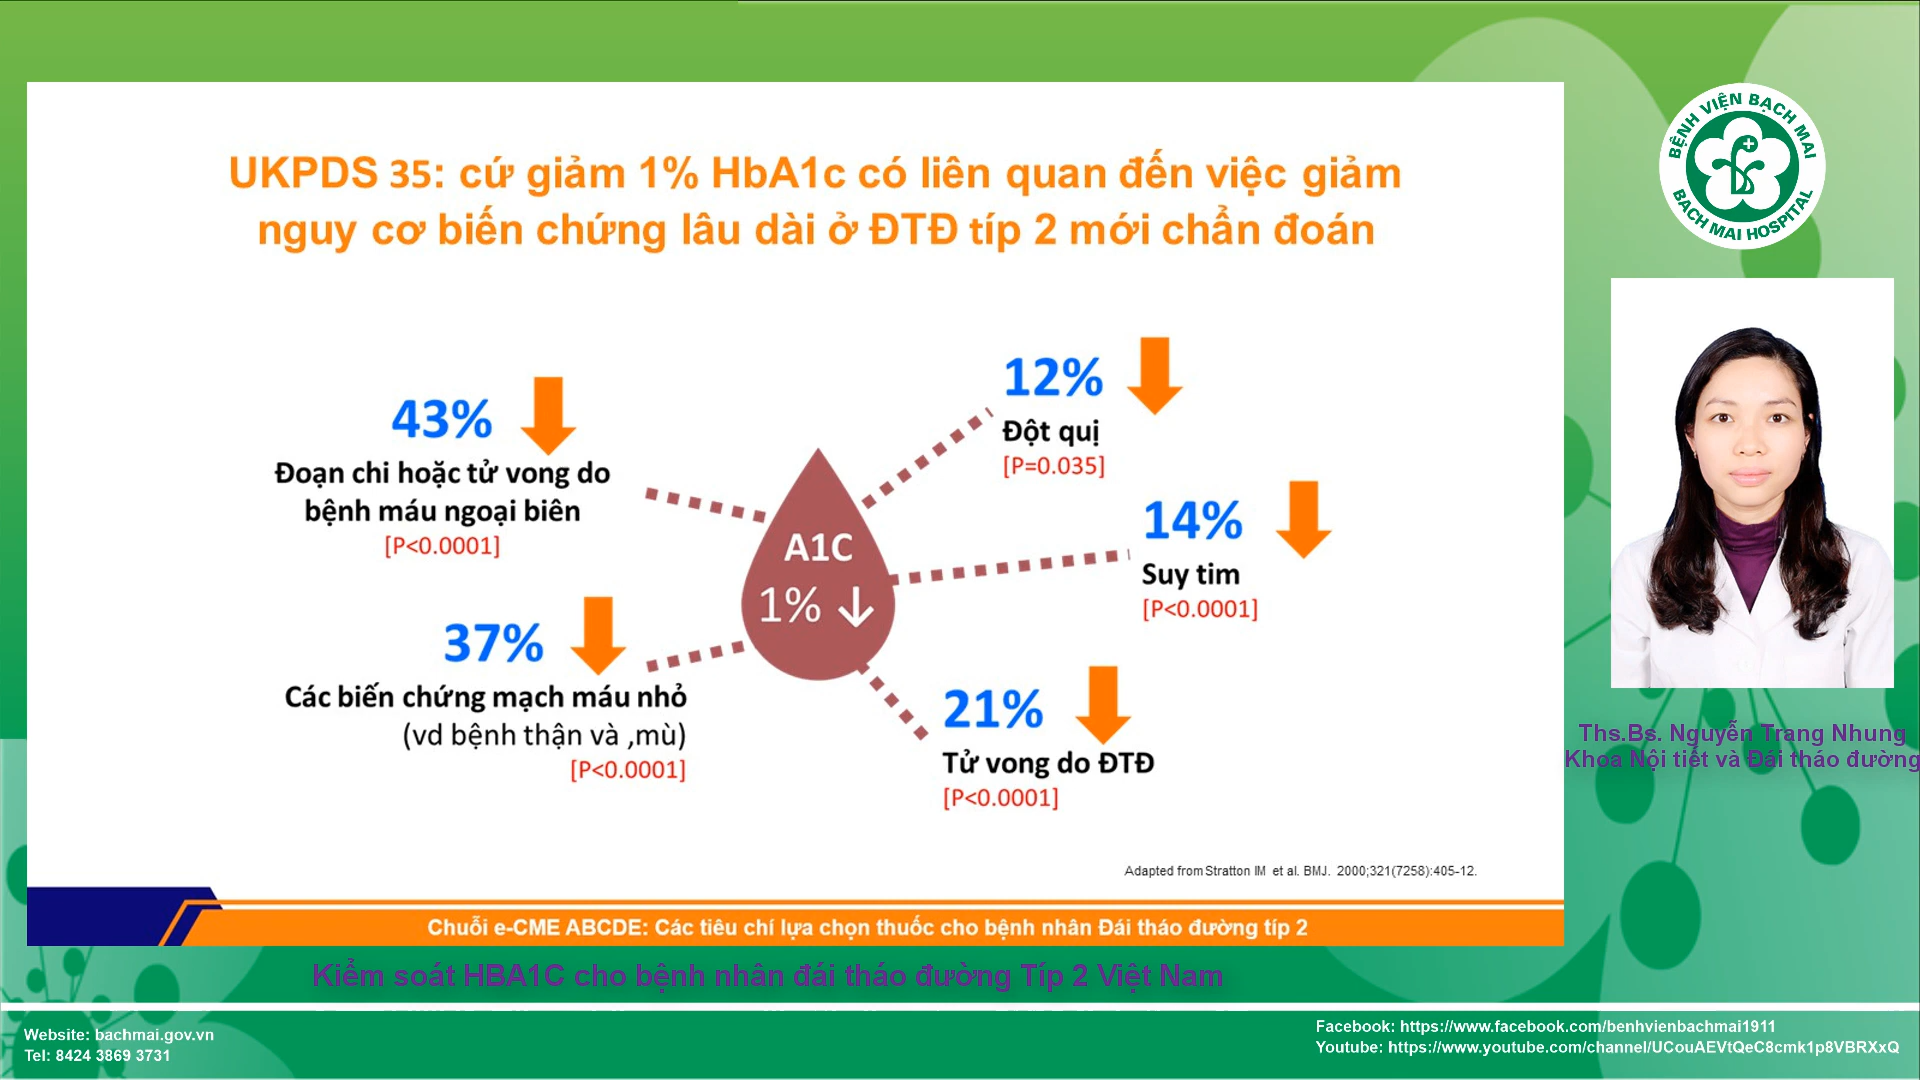 UKPDS 35: cứ giảm 1% HbA1c có liên quan đến việc giảm
nguy cơ biến chứng lâu dài ở ĐTĐ típ 2 mới chẩn đoán
43%
Đoạn chi hoặc tử vong do
bệnh máu ngoại biên
[P<0.0001]
37%
Các biến chứng mạch máu nhỏ
(vd bệnh thận và ,mù)
[P<0.0001]
A1C
1% ↓
12%
Đột quị
[P=0.035]
14%
Suy tim
[P<0.0001]
21%
Tử vong do ĐTĐ
[P<0.0001]
Adapted from Stratton IM et al. BMJ. 2000;321(7258):405-12.
Chuỗi e-CME ABCDE: Các tiêu chí lựa chọn thuốc cho bệnh nhân Đái tháo đường típ 2
BỆNH VIỆN BẠCH MAI
BACH MAI HOSPITAL
Ths.Bs. Nguyễn Trang Nhung
Khoa Nội tiết và Đái tháo đường
Kiểm soát HBA1C cho bệnh nhân đái tháo đường Típ 2 Việt Nam
Website: bachmai.gov.vn
Tel: 8424 3869 3731
Facebook: https://www.facebook.com/benhvienbachmai1911
Youtube: https://www.youtube.com/channel/UCouAEVtQeC8cmk1p8VBRXxQ